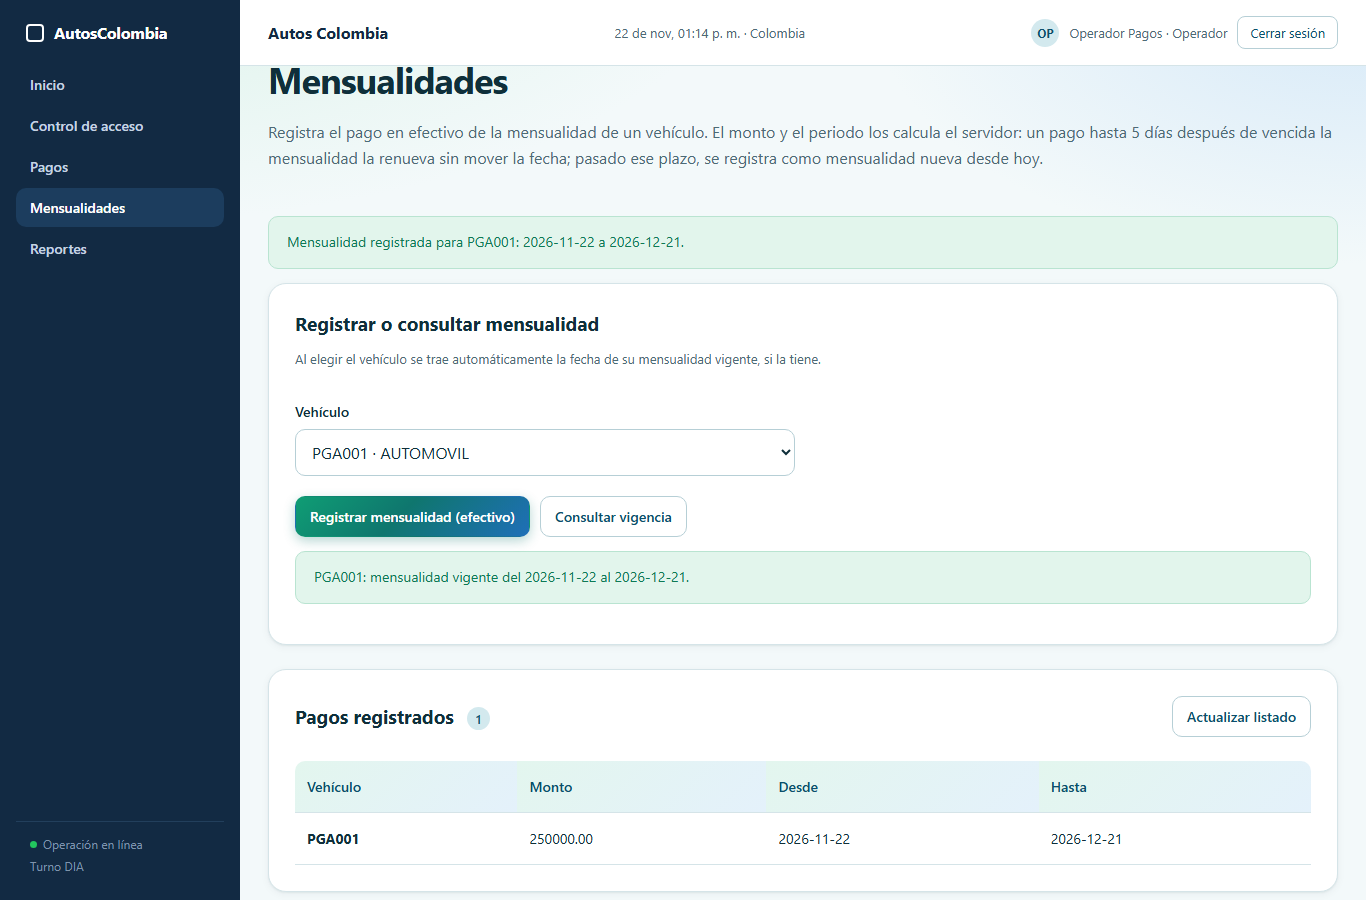 AutosColombia
Inicio
Control de acceso
Pagos
Mensualidades
Reportes
Operación en línea
Turno DIA
Autos Colombia
22 de nov, 01:14 p. m. · Colombia
OP
Operador Pagos · Operador
Cerrar sesión
Mensualidades
Registra el pago en efectivo de la mensualidad de un vehículo. El monto y el periodo los calcula el servidor: un pago hasta 5 días después de vencida la
mensualidad la renueva sin mover la fecha; pasado ese plazo, se registra como mensualidad nueva desde hoy.
Mensualidad registrada para PGA001: 2026-11-22 a 2026-12-21.
Registrar o consultar mensualidad
Al elegir el vehículo se trae automáticamente la fecha de su mensualidad vigente, si la tiene.
Vehículo
PGA001 · AUTOMOVIL
Registrar mensualidad (efectivo)
Consultar vigencia
PGA001: mensualidad vigente del 2026-11-22 al 2026-12-21.
Pagos registrados 1
Actualizar listado
Vehículo Monto Desde Hasta
PGA001 250000.00 2026-11-22 2026-12-21